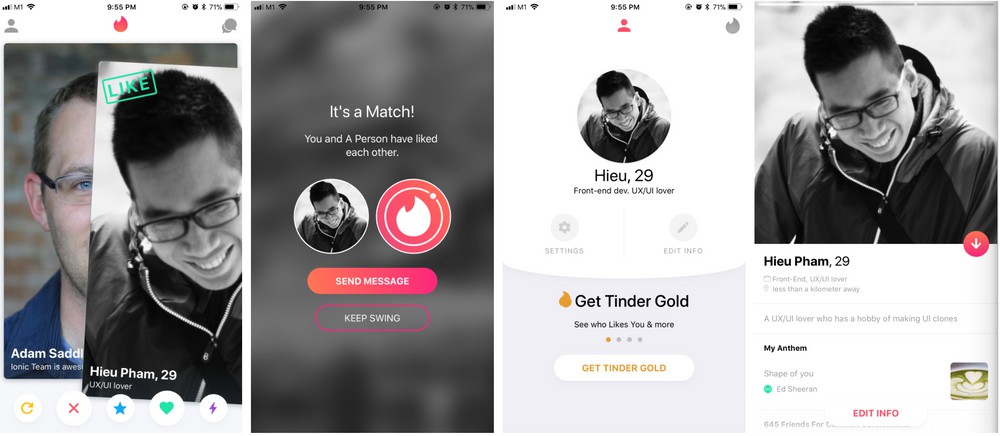 M1
9:55 PM
71%
LIKE
Adam Saddl
Ionic Team is awes
Hieu Pham, 29
UX/UI lover
M1
9:55 PM
71%
It's a Match!
You and A Person have liked
each other.
SEND MESSAGE
KEEP SWING
M1
9:55 PM
71%
Hieu, 29
Front-end dev. UX/UI lover
SETTINGS
EDIT INFO
Get Tinder Gold
See who Likes You & more
GET TINDER GOLD
Hieu Pham, 29
Front-End, UX/UI lover
less than a kilometer away
A UX/UI lover who has a hobby of making UI clones
My Anthem
Shape of you
Ed Sheeran
EDIT INFO
645 Friends For